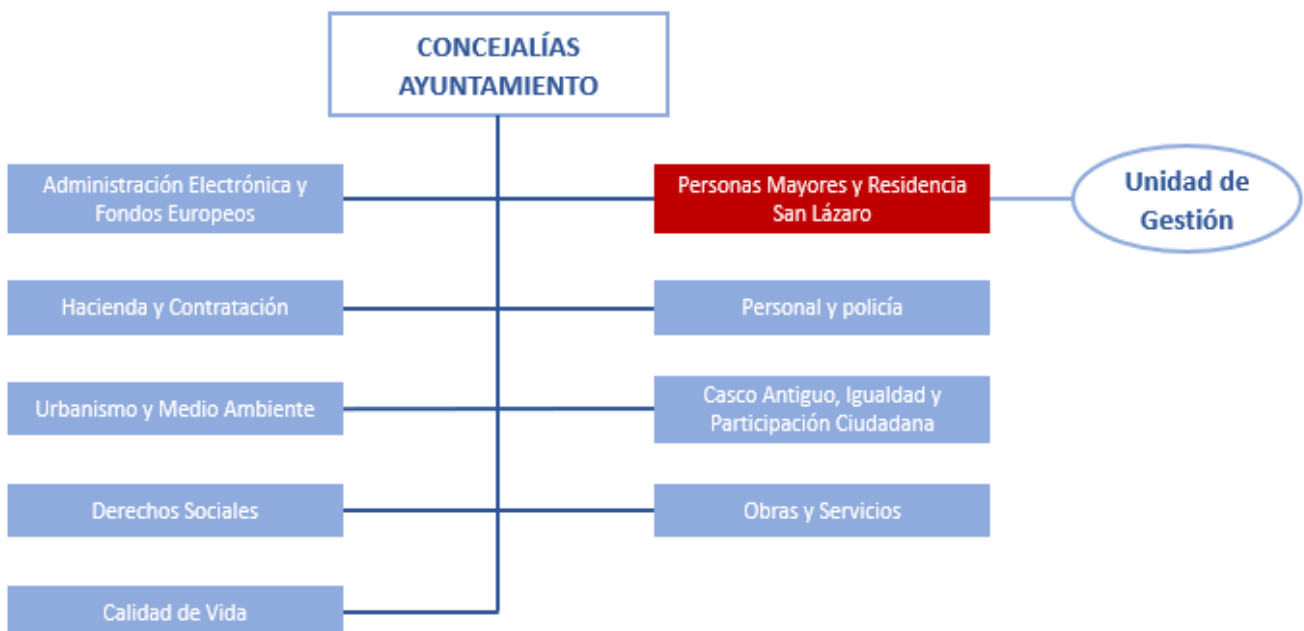 CONCEJALÍAS
AYUNTAMIENTO
Administración Electrónica y
Fondos Europeos
Personas Mayores y Residencia
San Lázaro
Unidad de
Gestión
Hacienda y Contratación
Personal y policía
Urbanismo y Medio Ambiente
Casco Antiguo, Igualdad y
Participación Ciudadana
Derechos Sociales
Obras y Servicios
Calidad de Vida